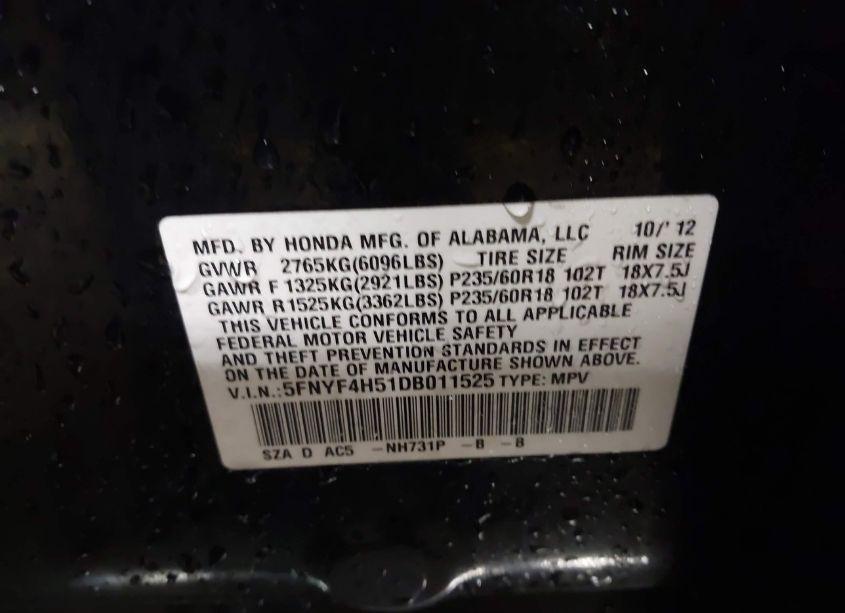 MFD. BY HONDA MFG. OF ALABAMA, LLC 10/'12
GVWR 2765KG(6096LBS) TIRE SIZE RIM SIZE
GAWR F 1325KG(2921LBS) P235/60R18 102T 18X7.5J
GAWR R1525KG(3362LBS) P235/60R18 102T 18X7.5J
THIS VEHICLE CONFORMS TO ALL APPLICABLE
FEDERAL MOTOR VEHICLE SAFETY
AND THEFT PREVENTION STANDARDS IN EFFECT
ON THE DATE OF MANUFACTURE SHOWN ABOVE.
V.I.N.:5FNYF4H51DB011525 TYPE: MPV
SZA D AC5 -NH731P -B -B